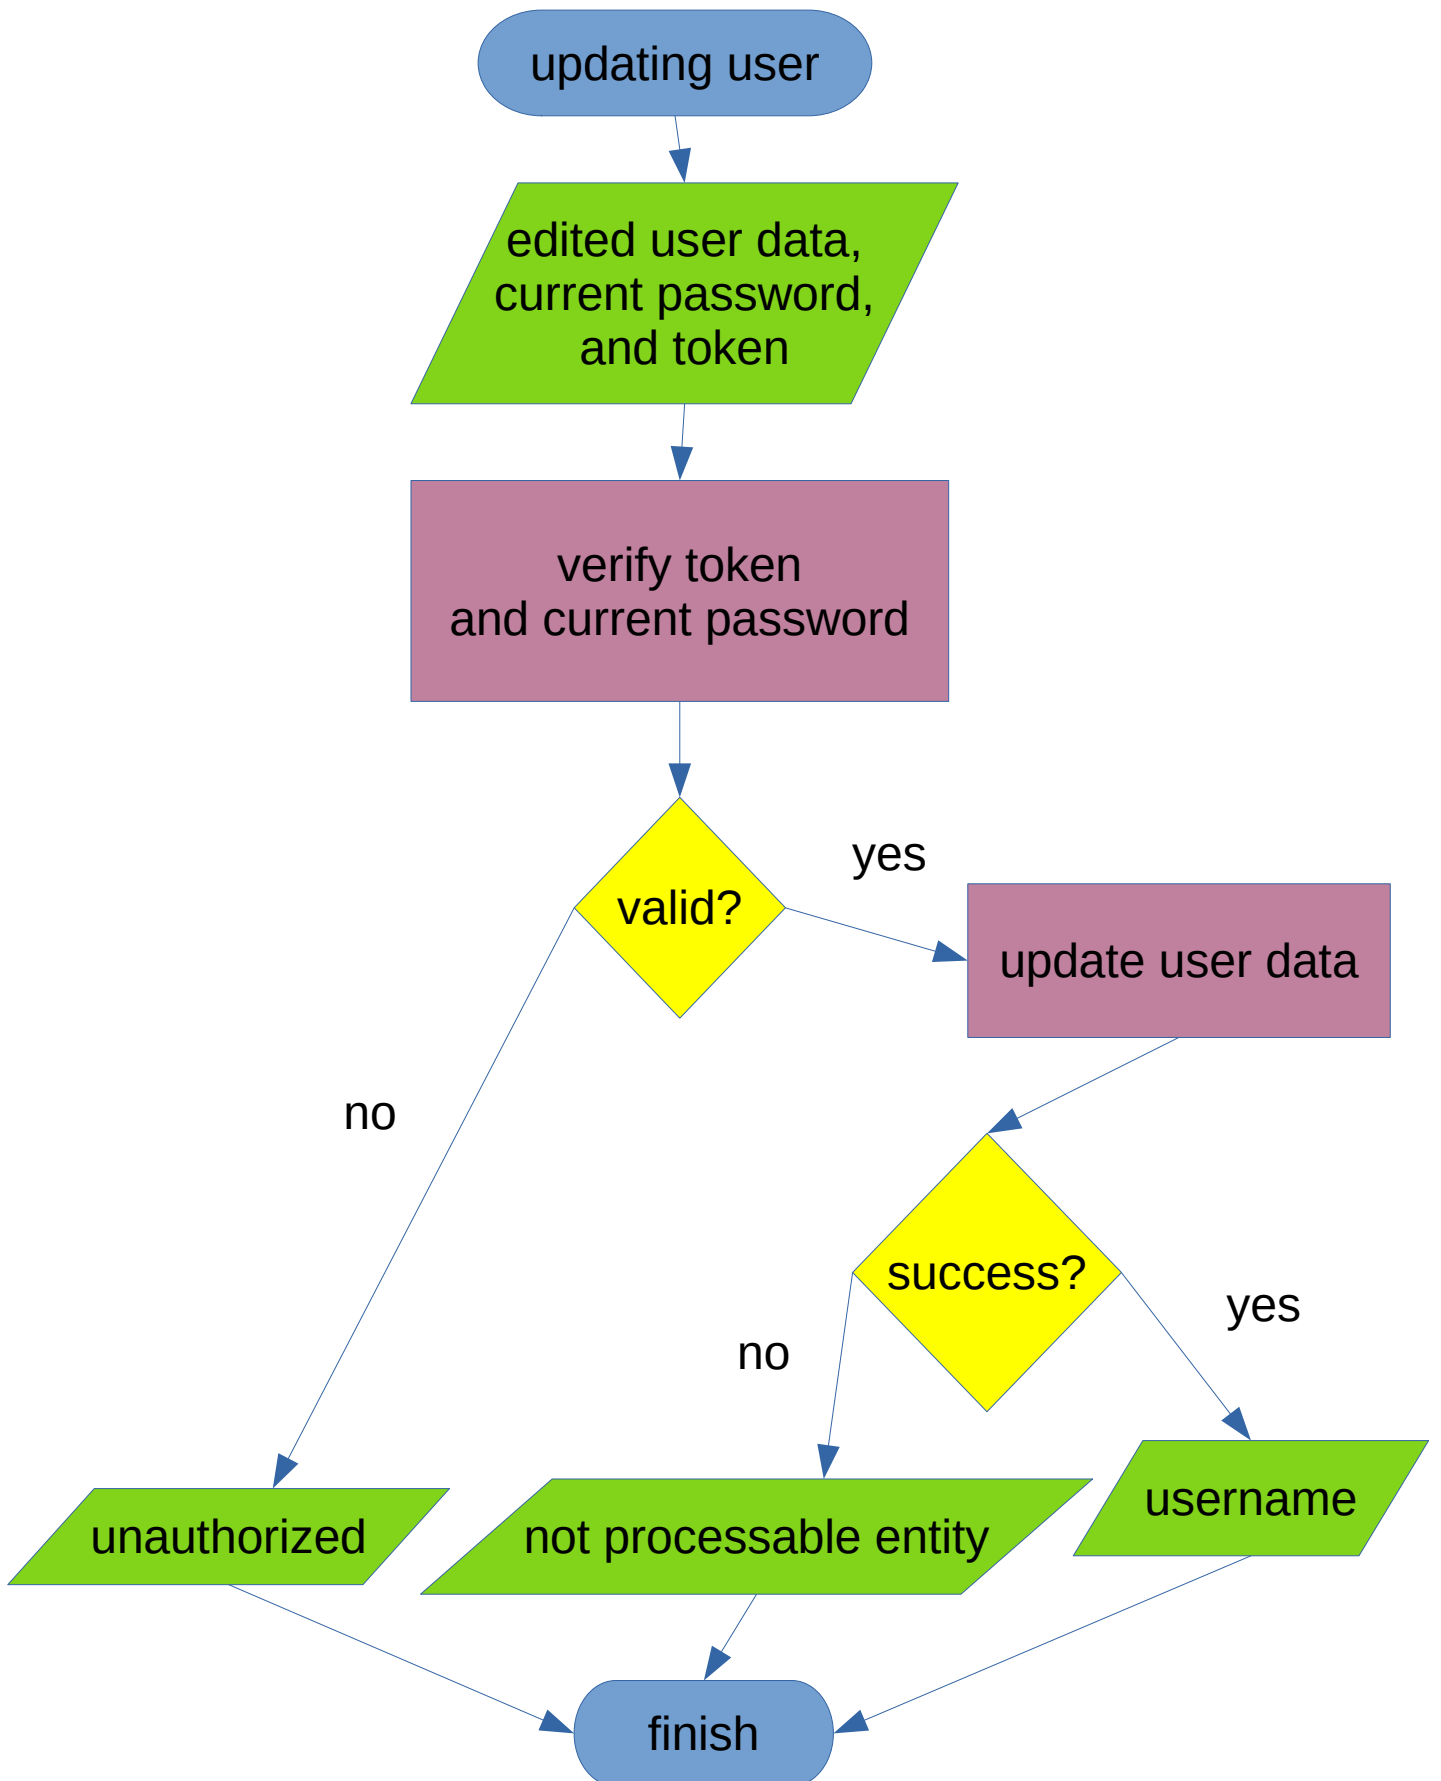 updating user
edited user data,
current password,
and token
verify token
and current password
valid?
yes
update user data
no
success?
yes
no
username
unauthorized
not processable entity
finish